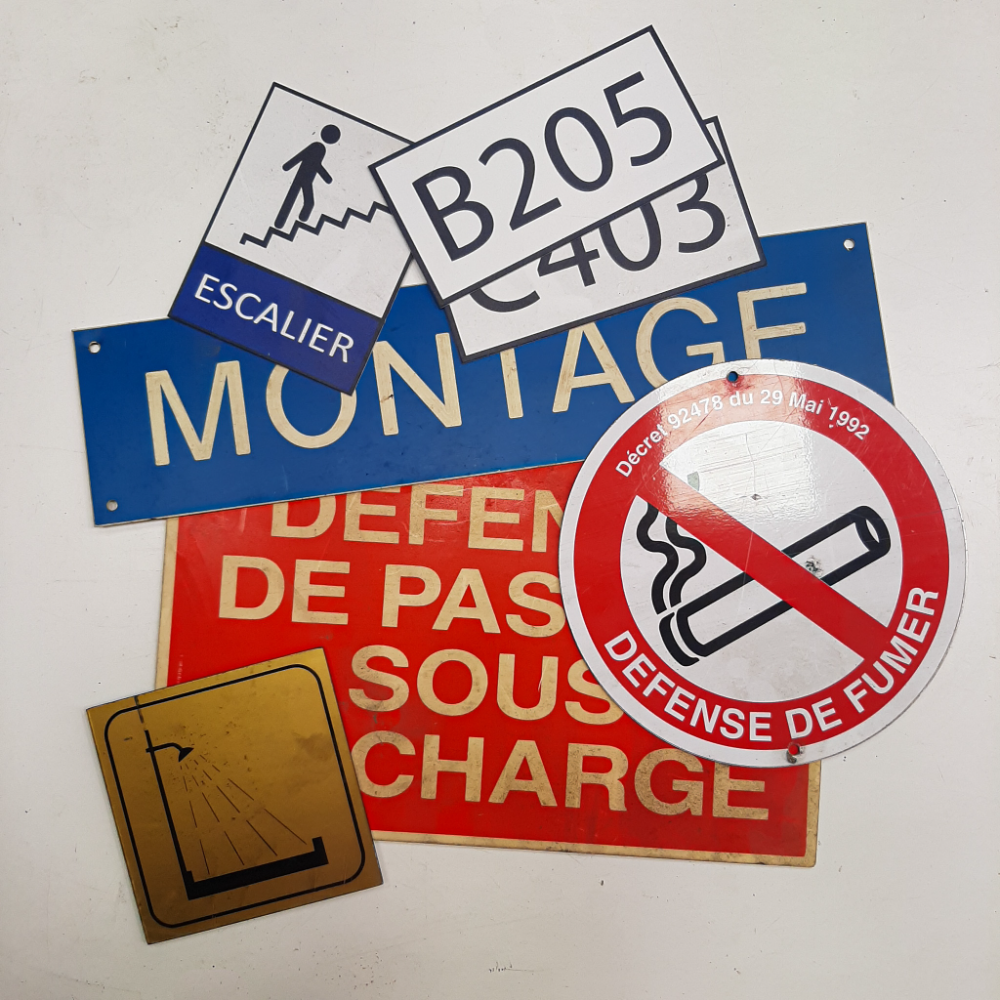 B205
C403
ESCALIER
MONTAGE
Décret 92478 du 29 Mai 1992
DEFENSE DE FUMER
DEFEN
DE PAS
SOUS
CHARGE